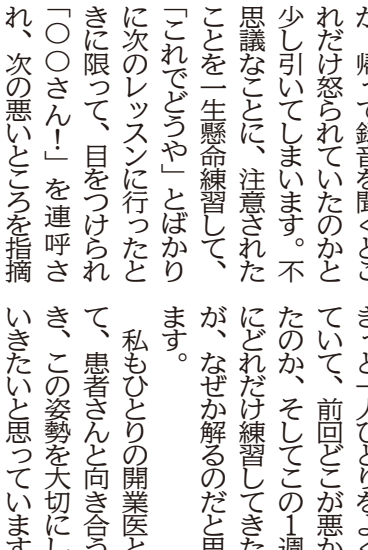 が、帰って録音を聞くとこ
れだけ怒られていたのかと
少し引いてしまいます。不
思議なことに、注意された
ことを一生懸命練習して、
「これでどうや」とばかり
に次のレッスンに行ったと
きに限って、目をつけられ
「○○さん！」を連呼さ
れ、次の悪いところを指摘
きっと一人ひとりをよく
ていて、前回どこが悪か
たのか、そしてこの1週
にどれだけ練習してきた
が、なぜか解るのだと思
ます。
私もひとりの開業医と
て、患者さんと向き合う
き、この姿勢を大切にし
いきたいと思っています